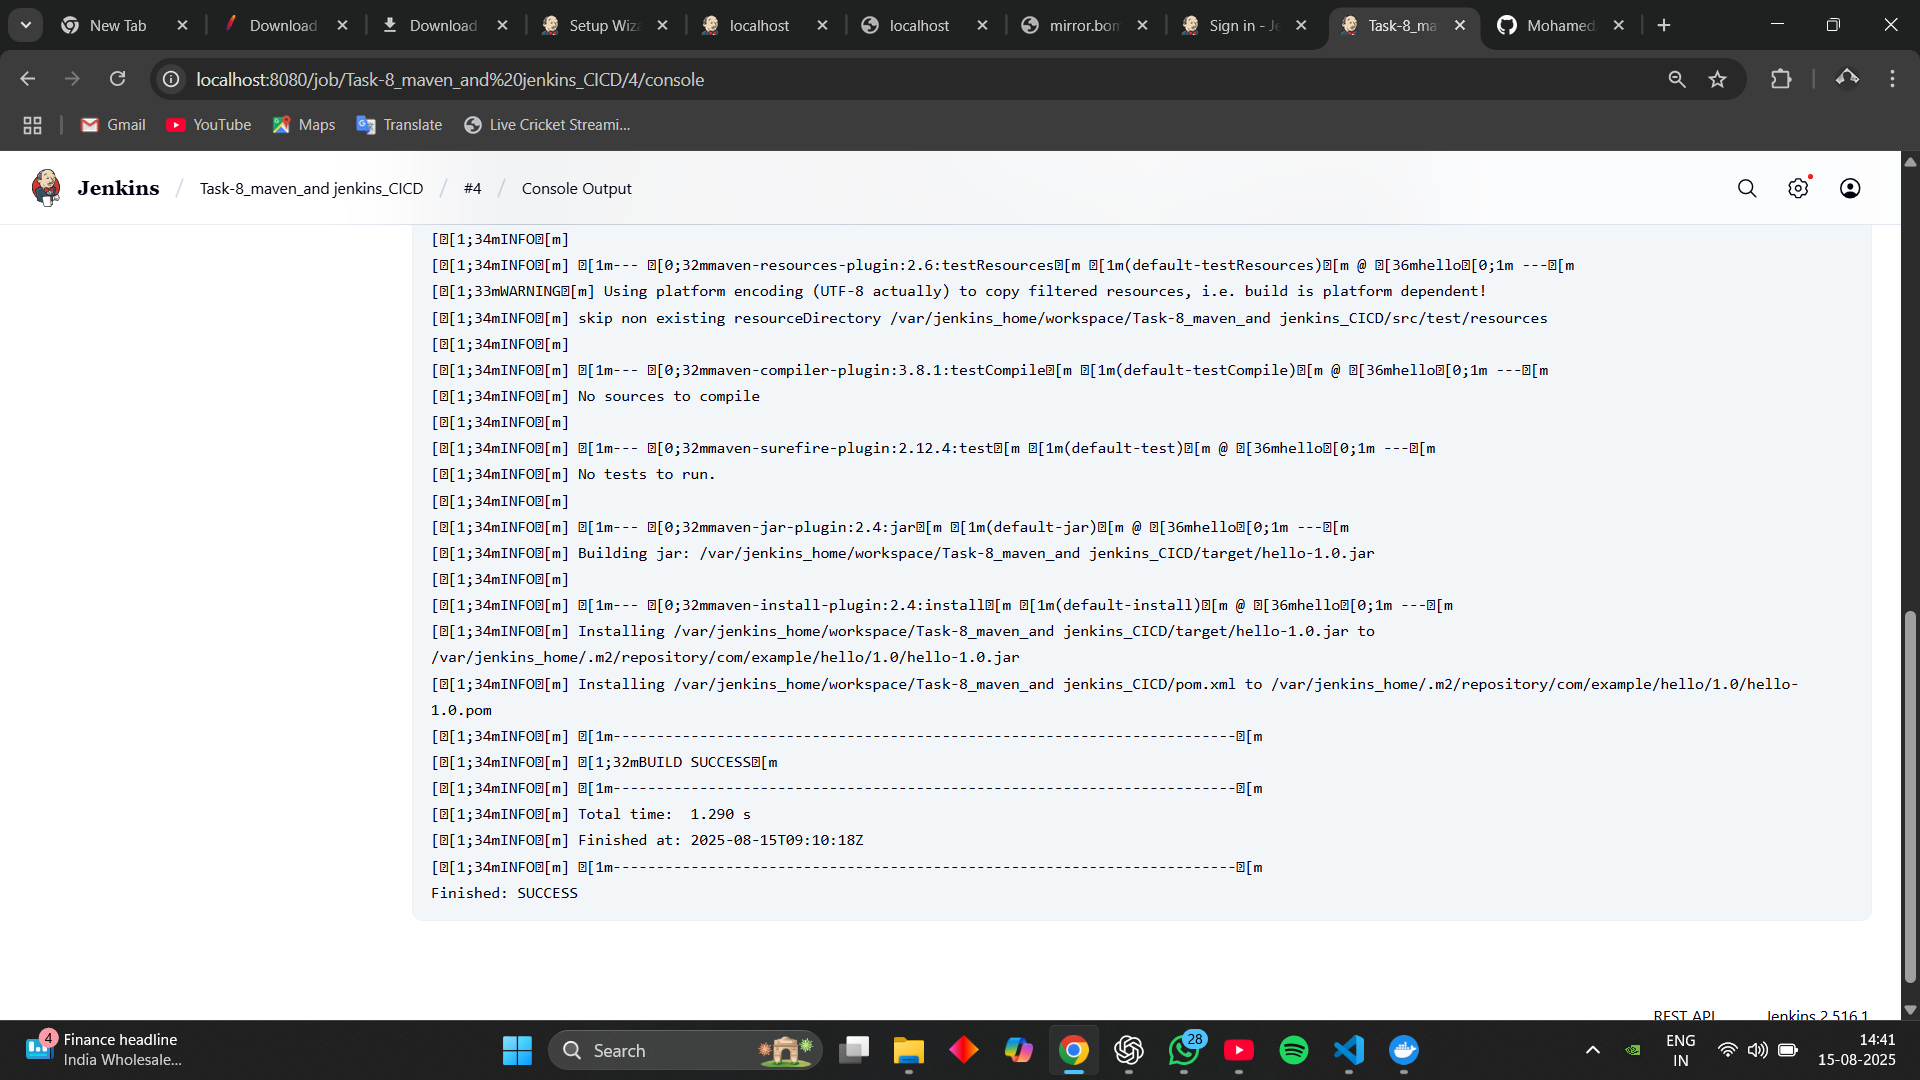 New Tab
Download
Download
Setup Wiza
localhost
localhost
mirror.bom
Sign in - Je
Task-8_ma
Mohamed
localhost:8080/job/Task-8_maven_and%20jenkins_CICD/4/console
Gmail
YouTube
Maps
Translate
Live Cricket Streami...
Jenkins / Task-8_maven_and jenkins_CICD / #4 / Console Output
[[1;34mINFO[m]
[[1;34mINFO[m] [1m--- [0;32mmaven-resources-plugin:2.6:testResources[m [1m(default-testResources)[m @ [36mhello[0;1m ---[m
[[1;33mWARNING[m] Using platform encoding (UTF-8 actually) to copy filtered resources, i.e. build is platform dependent!
[[1;34mINFO[m] skip non existing resourceDirectory /var/jenkins_home/workspace/Task-8_maven_and jenkins_CICD/src/test/resources
[[1;34mINFO[m]
[[1;34mINFO[m] [1m--- [0;32mmaven-compiler-plugin:3.8.1:testCompile[m [1m(default-testCompile)[m @ [36mhello[0;1m ---[m
[[1;34mINFO[m] No sources to compile
[[1;34mINFO[m]
[[1;34mINFO[m] [1m--- [0;32mmaven-surefire-plugin:2.12.4:test[m [1m(default-test)[m @ [36mhello[0;1m ---[m
[[1;34mINFO[m] No tests to run.
[[1;34mINFO[m]
[[1;34mINFO[m] [1m--- [0;32mmaven-jar-plugin:2.4:jar[m [1m(default-jar)[m @ [36mhello[0;1m ---[m
[[1;34mINFO[m] Building jar: /var/jenkins_home/workspace/Task-8_maven_and jenkins_CICD/target/hello-1.0.jar
[[1;34mINFO[m]
[[1;34mINFO[m] [1m--- [0;32mmaven-install-plugin:2.4:install[m [1m(default-install)[m @ [36mhello[0;1m ---[m
[[1;34mINFO[m] Installing /var/jenkins_home/workspace/Task-8_maven_and jenkins_CICD/target/hello-1.0.jar to
/var/jenkins_home/.m2/repository/com/example/hello/1.0/hello-1.0.jar
[[1;34mINFO[m] Installing /var/jenkins_home/workspace/Task-8_maven_and jenkins_CICD/pom.xml to /var/jenkins_home/.m2/repository/com/example/hello/1.0/hello-
1.0.pom
[[1;34mINFO[m] [1m------------------------------------------------------------------------[m
[[1;34mINFO[m] [1;32mBUILD SUCCESS[m
[[1;34mINFO[m] [1m------------------------------------------------------------------------[m
[[1;34mINFO[m] Total time:  1.290 s
[[1;34mINFO[m] Finished at: 2025-08-15T09:10:18Z
[[1;34mINFO[m] [1m------------------------------------------------------------------------[m
Finished: SUCCESS
REST API
Jenkins 2.516.1
4
Finance headline
India Wholesale...
Search
28
ENG
IN
14:41
15-08-2025